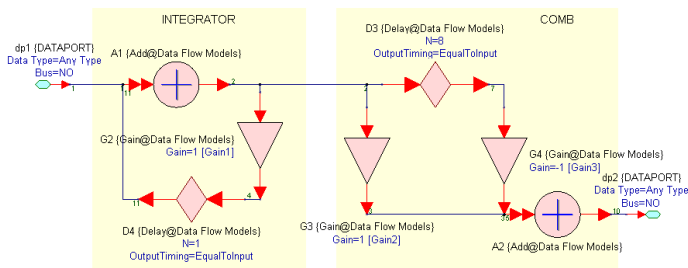 INTEGRATOR
COMB
dp1 {DATAPORT}
Data Type=Any Type
Bus=NO
A1 {Add@Data Flow Models}
D3 {Delay@Data Flow Models}
N=8
OutputTiming=EqualToInput
1
11
2
2
7
G2 {Gain@Data Flow Models}
Gain=1 [Gain1]
G4 {Gain@Data Flow Models}
Gain=-1 [Gain3]
dp2 {DATAPORT}
Data Type=Any Type
Bus=NO
11
4
10
D4 {Delay@Data Flow Models}
N=1
OutputTiming=EqualToInput
G3 {Gain@Data Flow Models}
Gain=1 [Gain2]
A2 {Add@Data Flow Models}